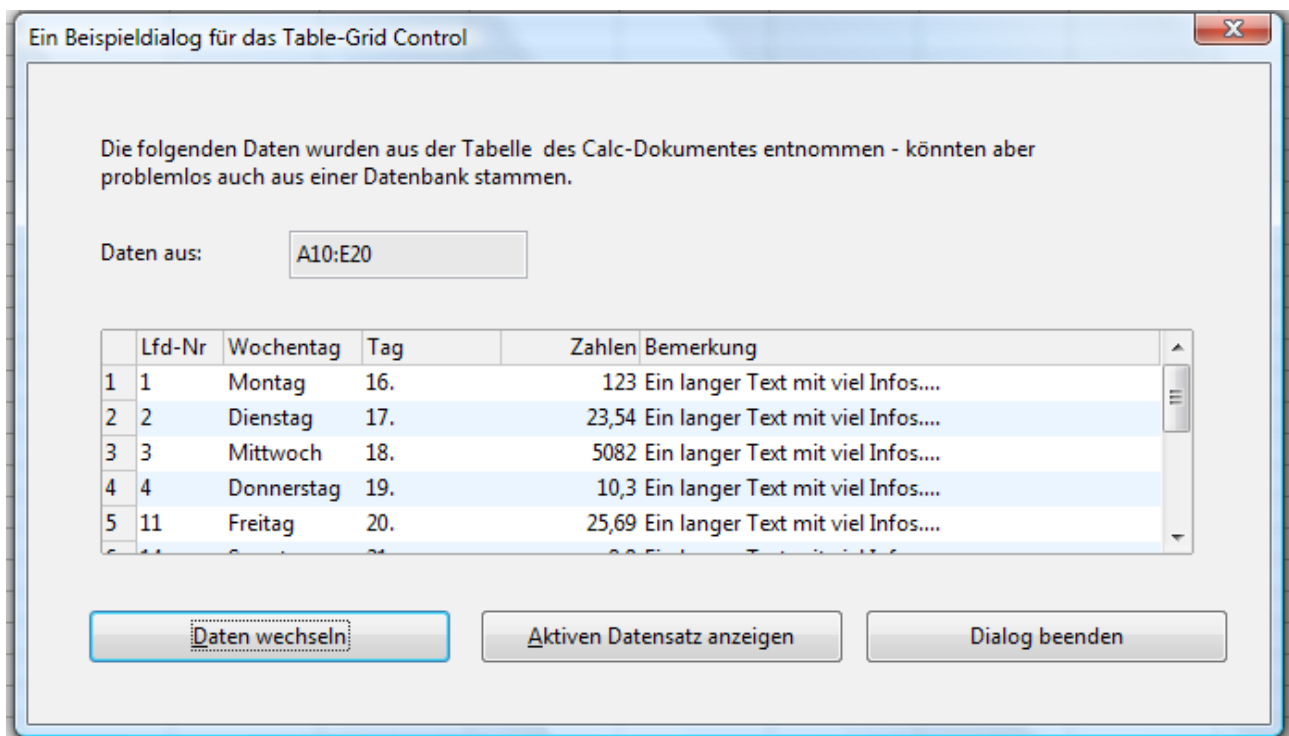 Ein Beispieldialog für das Table-Grid Control
Die folgenden Daten wurden aus der Tabelle des Calc-Dokumentes entnommen - könnten aber
problemlos auch aus einer Datenbank stammen.
Daten aus: A10:E20
Lfd-Nr Wochentag Tag Zahlen Bemerkung
1 1 Montag 16. 123 Ein langer Text mit viel Infos....
2 2 Dienstag 17. 23,54 Ein langer Text mit viel Infos....
3 3 Mittwoch 18. 5082 Ein langer Text mit viel Infos....
4 4 Donnerstag 19. 10,3 Ein langer Text mit viel Infos....
5 11 Freitag 20. 25,69 Ein langer Text mit viel Infos....
Daten wechseln Aktiven Datensatz anzeigen Dialog beenden